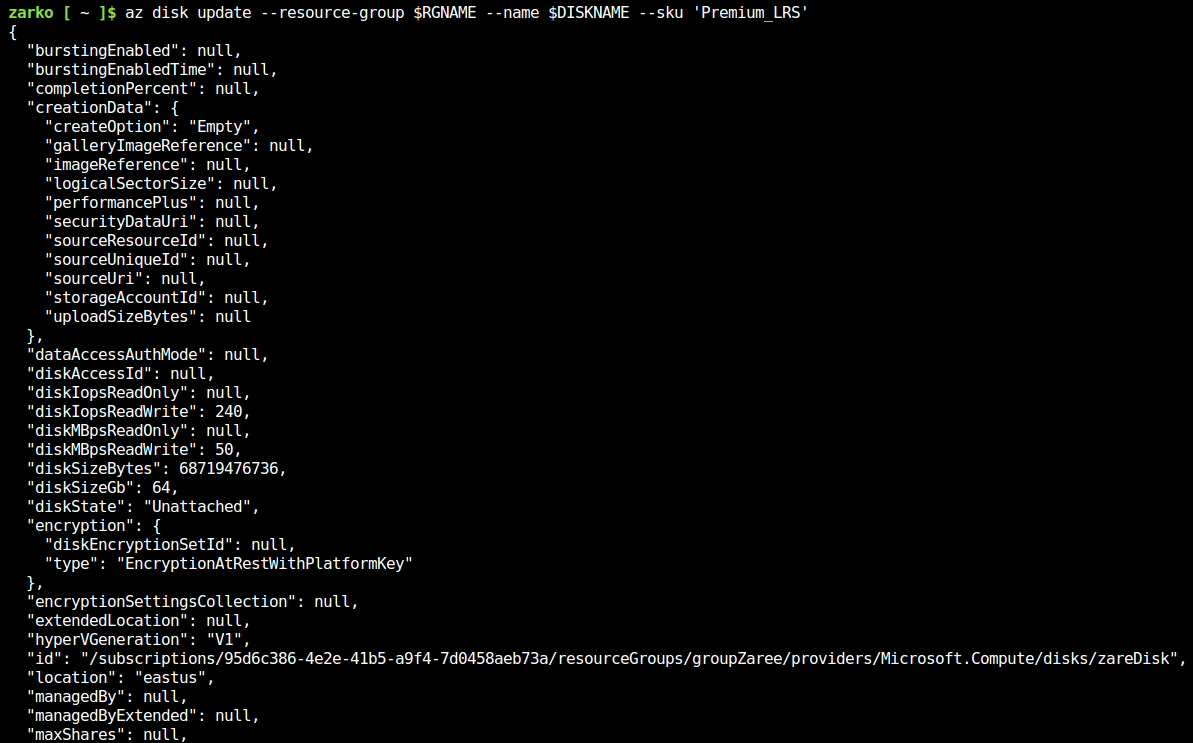 zarko [ ~ ]$ az disk update --resource-group $RGNAME --name $DISKNAME --sku 'Premium_LRS'
{
  "burstingEnabled": null,
  "burstingEnabledTime": null,
  "completionPercent": null,
  "creationData": {
    "createOption": "Empty",
    "galleryImageReference": null,
    "imageReference": null,
    "logicalSectorSize": null,
    "performancePlus": null,
    "securityDataUri": null,
    "sourceResourceId": null,
    "sourceUniqueId": null,
    "sourceUri": null,
    "storageAccountId": null,
    "uploadSizeBytes": null
  },
  "dataAccessAuthMode": null,
  "diskAccessId": null,
  "diskIopsReadOnly": null,
  "diskIopsReadWrite": 240,
  "diskMBpsReadOnly": null,
  "diskMBpsReadWrite": 50,
  "diskSizeBytes": 68719476736,
  "diskSizeGb": 64,
  "diskState": "Unattached",
  "encryption": {
    "diskEncryptionSetId": null,
    "type": "EncryptionAtRestWithPlatformKey"
  },
  "encryptionSettingsCollection": null,
  "extendedLocation": null,
  "hyperVGeneration": "V1",
  "id": "/subscriptions/95d6c386-4e2e-41b5-a9f4-7d0458aeb73a/resourceGroups/groupZaree/providers/Microsoft.Compute/disks/zareDisk",
  "location": "eastus",
  "managedBy": null,
  "managedByExtended": null,
  "maxShares": null,